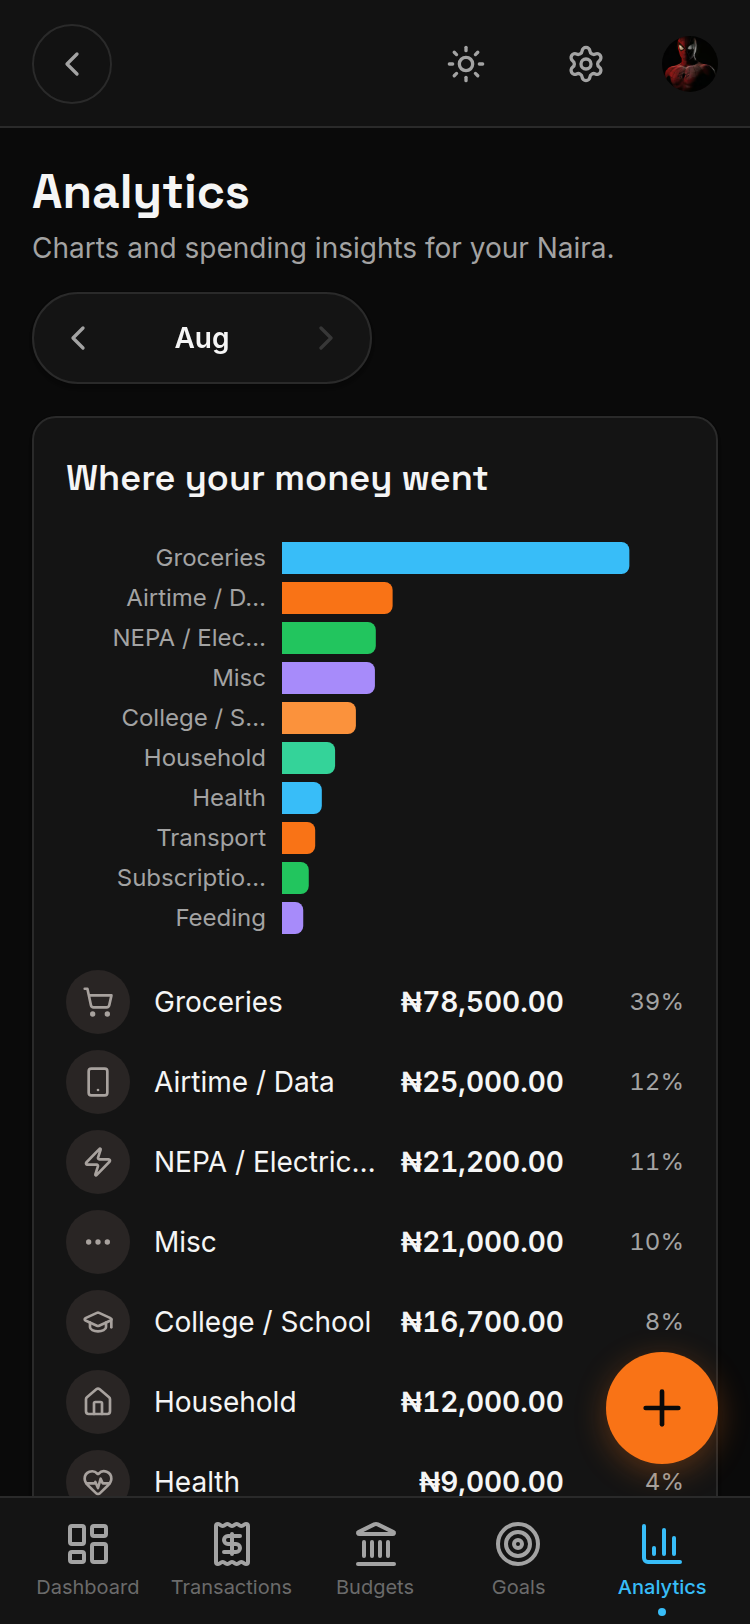 Analytics
Charts and spending insights for your Naira.
Aug
Where your money went
Groceries
Airtime / D...
NEPA / Elec...
Misc
College / S...
Household
Health
Transport
Subscriptio...
Feeding
Groceries ₦78,500.00 39%
Airtime / Data ₦25,000.00 12%
NEPA / Electric... ₦21,200.00 11%
Misc ₦21,000.00 10%
College / School ₦16,700.00 8%
Household ₦12,000.00
Health ₦9,000.00 4%
Dashboard Transactions Budgets Goals Analytics